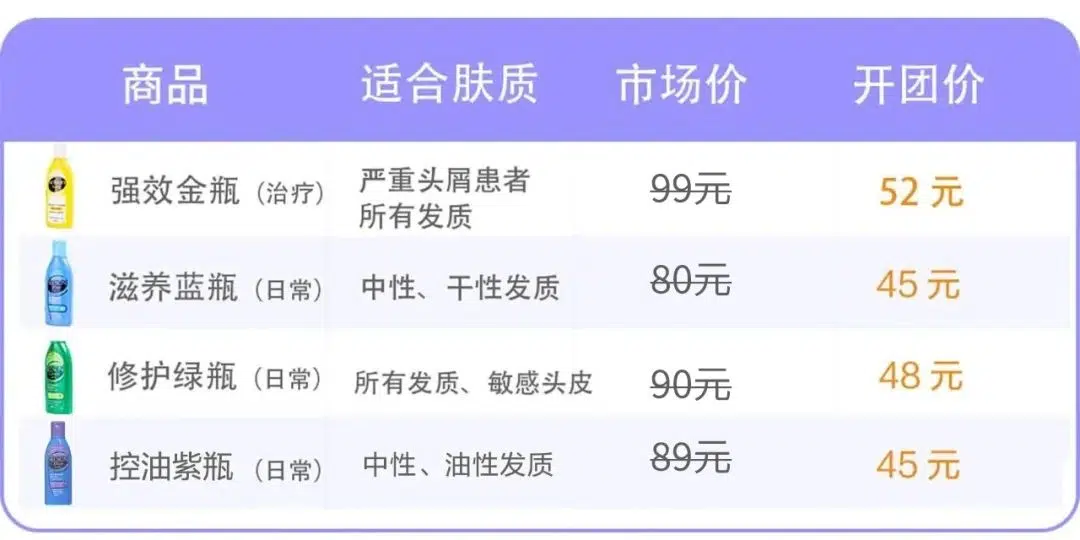 商品 适合肤质 市场价 开团价
强效金瓶（治疗） 严重头屑患者 所有发质 99元 52 元
滋养蓝瓶（日常） 中性、干性发质 80元 45 元
修护绿瓶（日常） 所有发质、敏感头皮 90元 48 元
控油紫瓶（日常） 中性、油性发质 89元 45 元